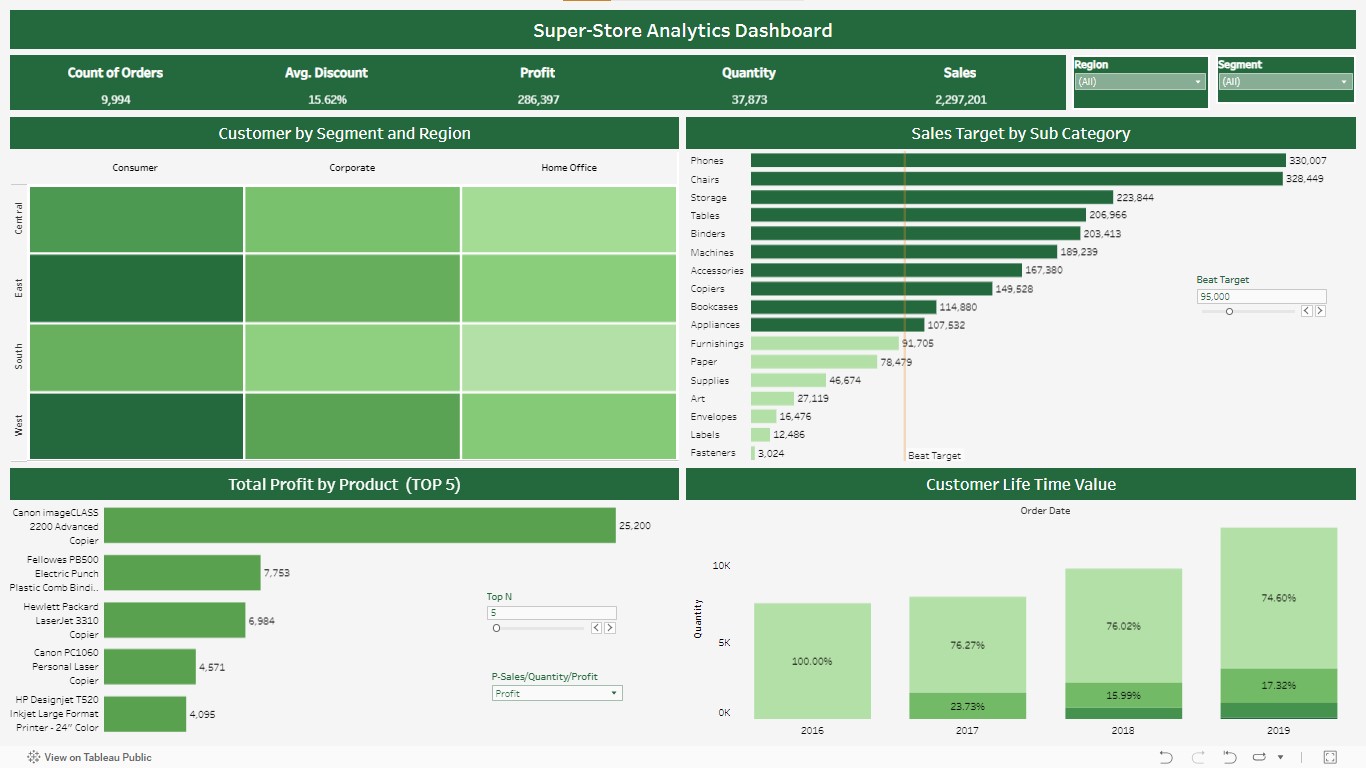 Super-Store Analytics Dashboard
Count of Orders
Avg. Discount
Profit
Quantity
Sales
9,994
15.62%
286,397
37,873
2,297,201
Region
(All)
Segment
(All)
Customer by Segment and Region
Consumer
Corporate
Home Office
Central
East
South
West
Sales Target by Sub Category
Phones 330,007
Chairs 328,449
Storage 223,844
Tables 206,966
Binders 203,413
Machines 189,239
Accessories 167,380
Copiers 149,528
Bookcases 114,880
Appliances 107,532
Furnishings 91,705
Paper 78,479
Supplies 46,674
Art 27,119
Envelopes 16,476
Labels 12,486
Fasteners 3,024
Beat Target
Beat Target
95,000
Total Profit by Product (TOP 5)
Canon imageCLASS
2200 Advanced
Copier
25,200
Fellowes PB500
Electric Punch
Plastic Comb Bindi..
7,753
Hewlett Packard
LaserJet 3310
Copier
6,984
Canon PC1060
Personal Laser
Copier
4,571
HP Designjet T520
Inkjet Large Format
Printer - 24" Color
4,095
Top N
5
P-Sales/Quantity/Profit
Profit
Customer Life Time Value
Order Date
Quantity
10K
5K
0K
100.00%
76.27%
23.73%
76.02%
15.99%
74.60%
17.32%
2016
2017
2018
2019
View on Tableau Public